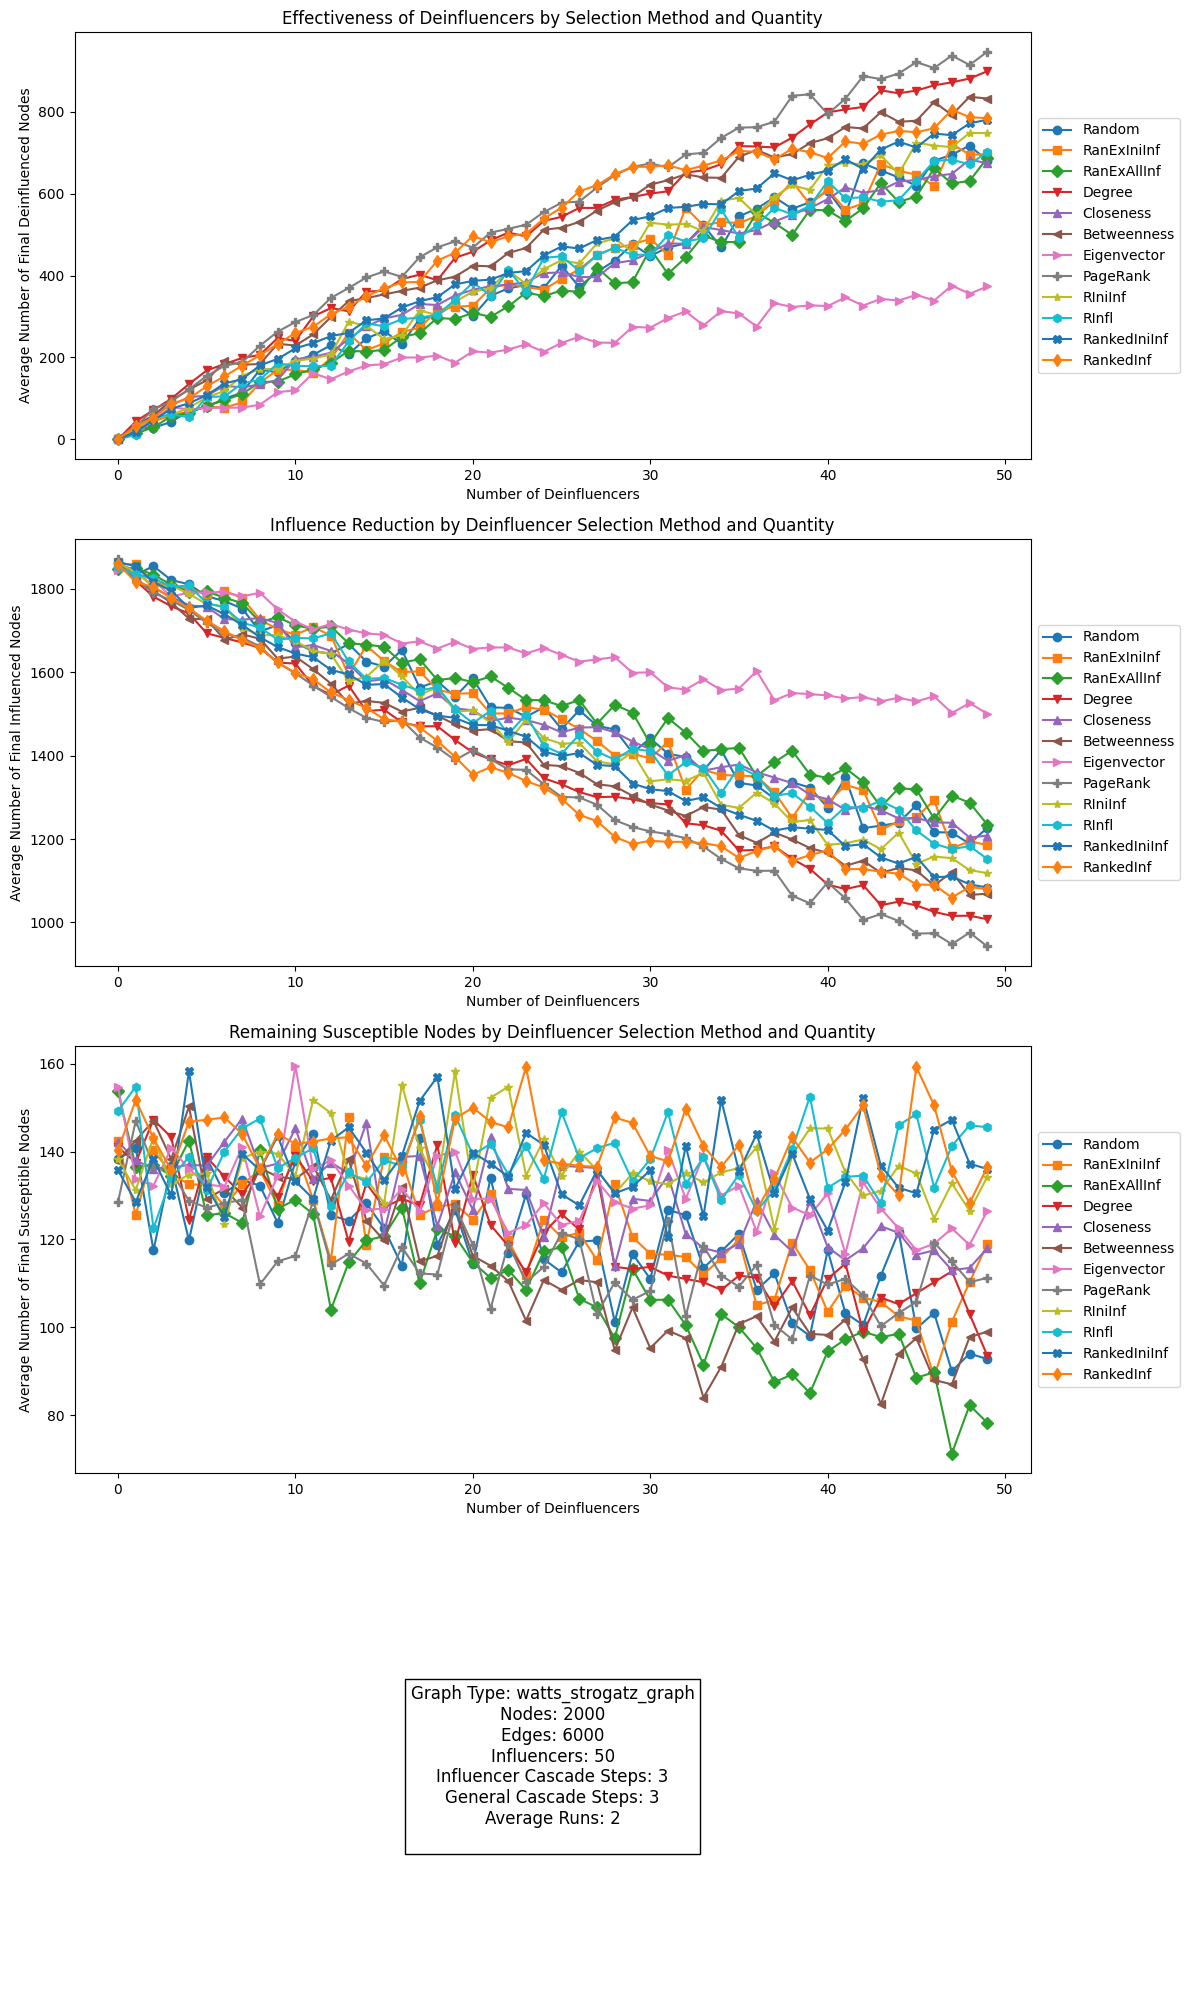 Effectiveness of Deinfluencers by Selection Method and Quantity
Average Number of Final Deinfluenced Nodes
800
600
400
200
0
0 10 20 30 40 50
Number of Deinfluencers
Random
RanExIniInf
RanExAllInf
Degree
Closeness
Betweenness
Eigenvector
PageRank
RIniInf
RInfl
RankedIniInf
RankedInf
Influence Reduction by Deinfluencer Selection Method and Quantity
Average Number of Final Influenced Nodes
1800
1600
1400
1200
1000
0 10 20 30 40 50
Number of Deinfluencers
Random
RanExIniInf
RanExAllInf
Degree
Closeness
Betweenness
Eigenvector
PageRank
RIniInf
RInfl
RankedIniInf
RankedInf
Remaining Susceptible Nodes by Deinfluencer Selection Method and Quantity
Average Number of Final Susceptible Nodes
160
140
120
100
80
0 10 20 30 40 50
Number of Deinfluencers
Random
RanExIniInf
RanExAllInf
Degree
Closeness
Betweenness
Eigenvector
PageRank
RIniInf
RInfl
RankedIniInf
RankedInf
Graph Type: watts_strogatz_graph
Nodes: 2000
Edges: 6000
Influencers: 50
Influencer Cascade Steps: 3
General Cascade Steps: 3
Average Runs: 2